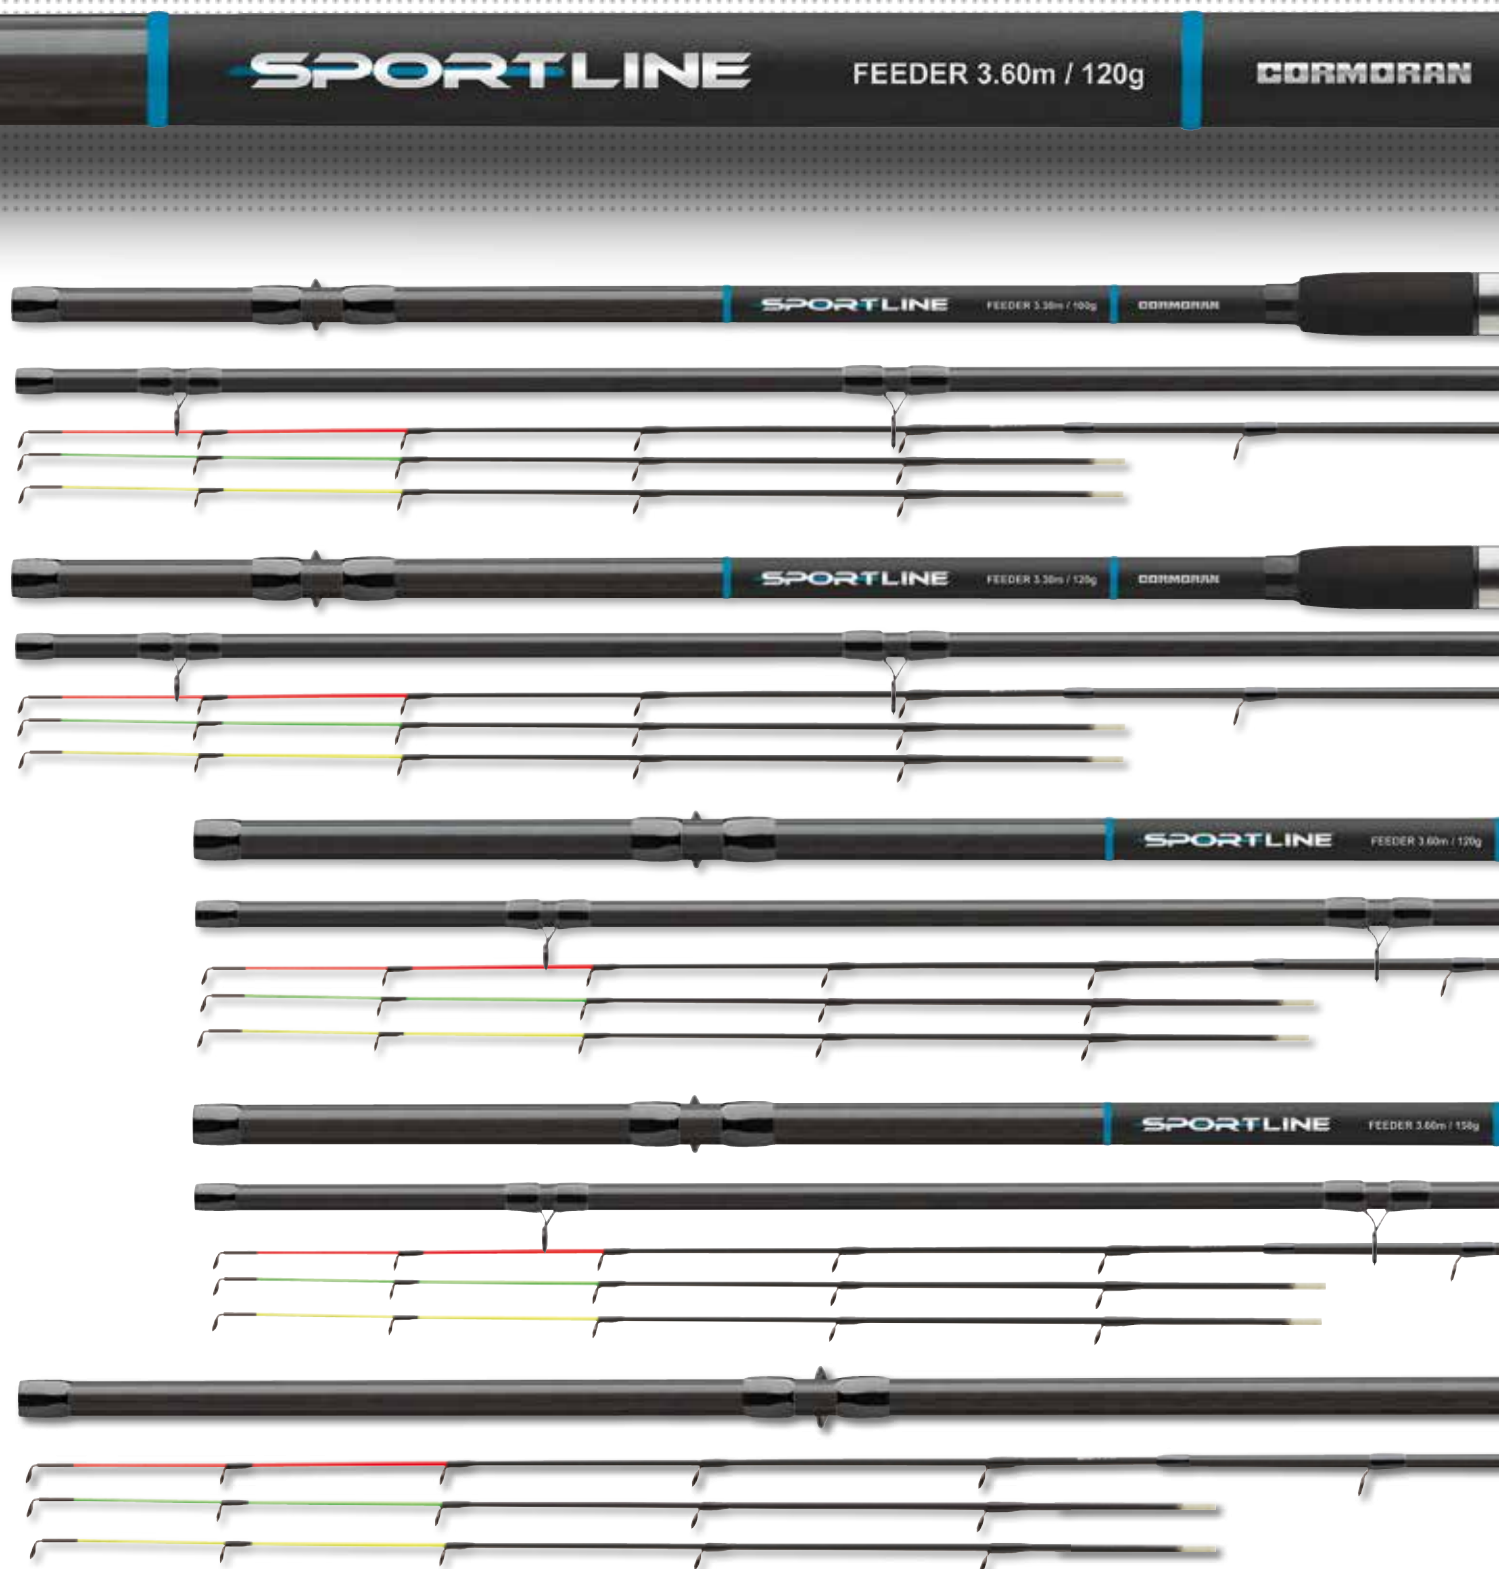 SPORTLINE FEEDER 3.60m / 120g CORMORAN
SPORTLINE FEEDER 3.30m / 100g CORMORAN
SPORTLINE FEEDER 3.30m / 120g CORMORAN
SPORTLINE FEEDER 3.60m / 120g
SPORTLINE FEEDER 3.60m / 150g